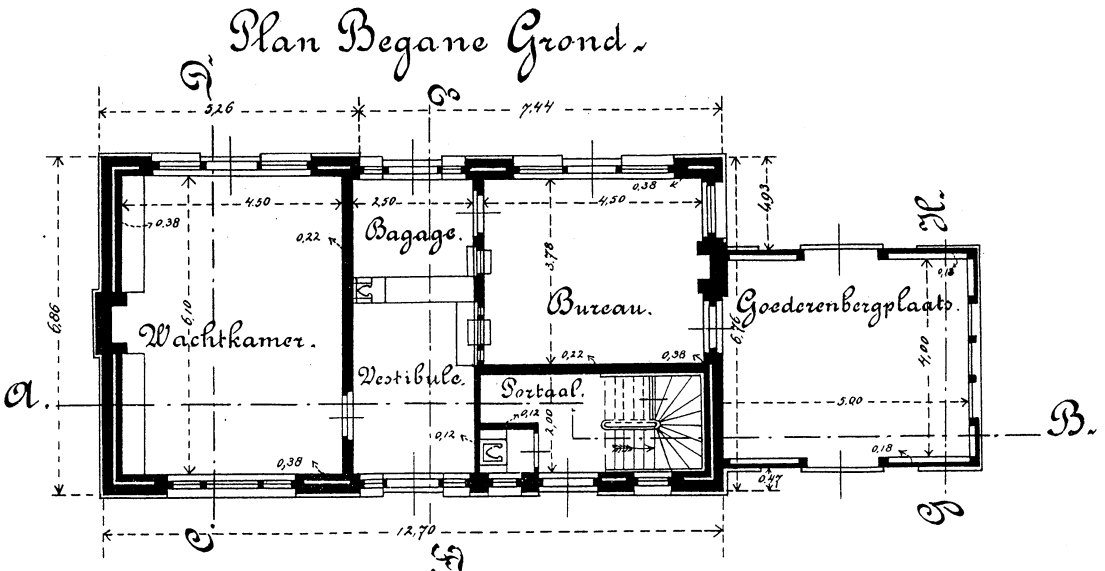 Plan Begane Grond
D.
E
5,26
7,44
0,38
4,93
H.
4,50
2,50
4,50
0,38
0,22
Bagage.
3,78
0,18
6,86
6,10
Bureau.
Goederenbergplaats.
Wachtkamer.
6,76
4,00
0,22
0,38
Vestibule.
Portaal.
A.
5,00
0,12
2,00
B.
0,12
0,38
0,18
0,47
12,70
C.
F.
G